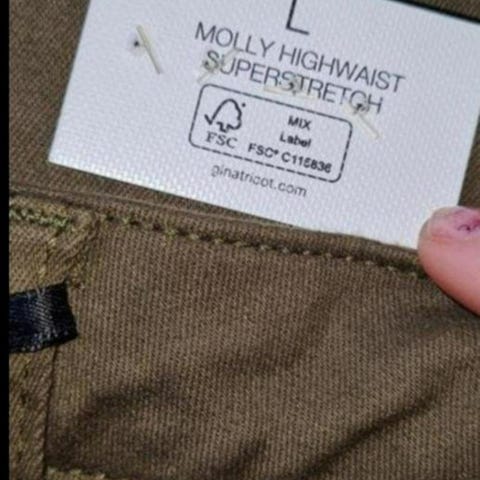 L
MOLLY HIGHWAIST
SUPERSTRETCH
FSC
MIX
Label
FSC® C115836
ginatricot.com